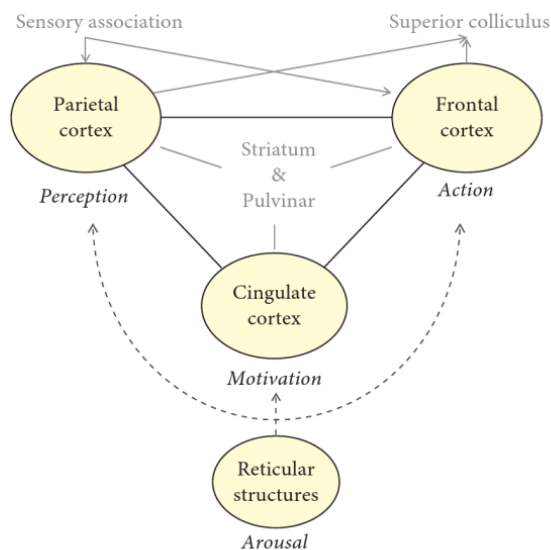 Sensory association
Superior colliculus
Parietal
cortex
Frontal
cortex
Striatum
&
Pulvinar
Perception
Action
Cingulate
cortex
Motivation
Reticular
structures
Arousal